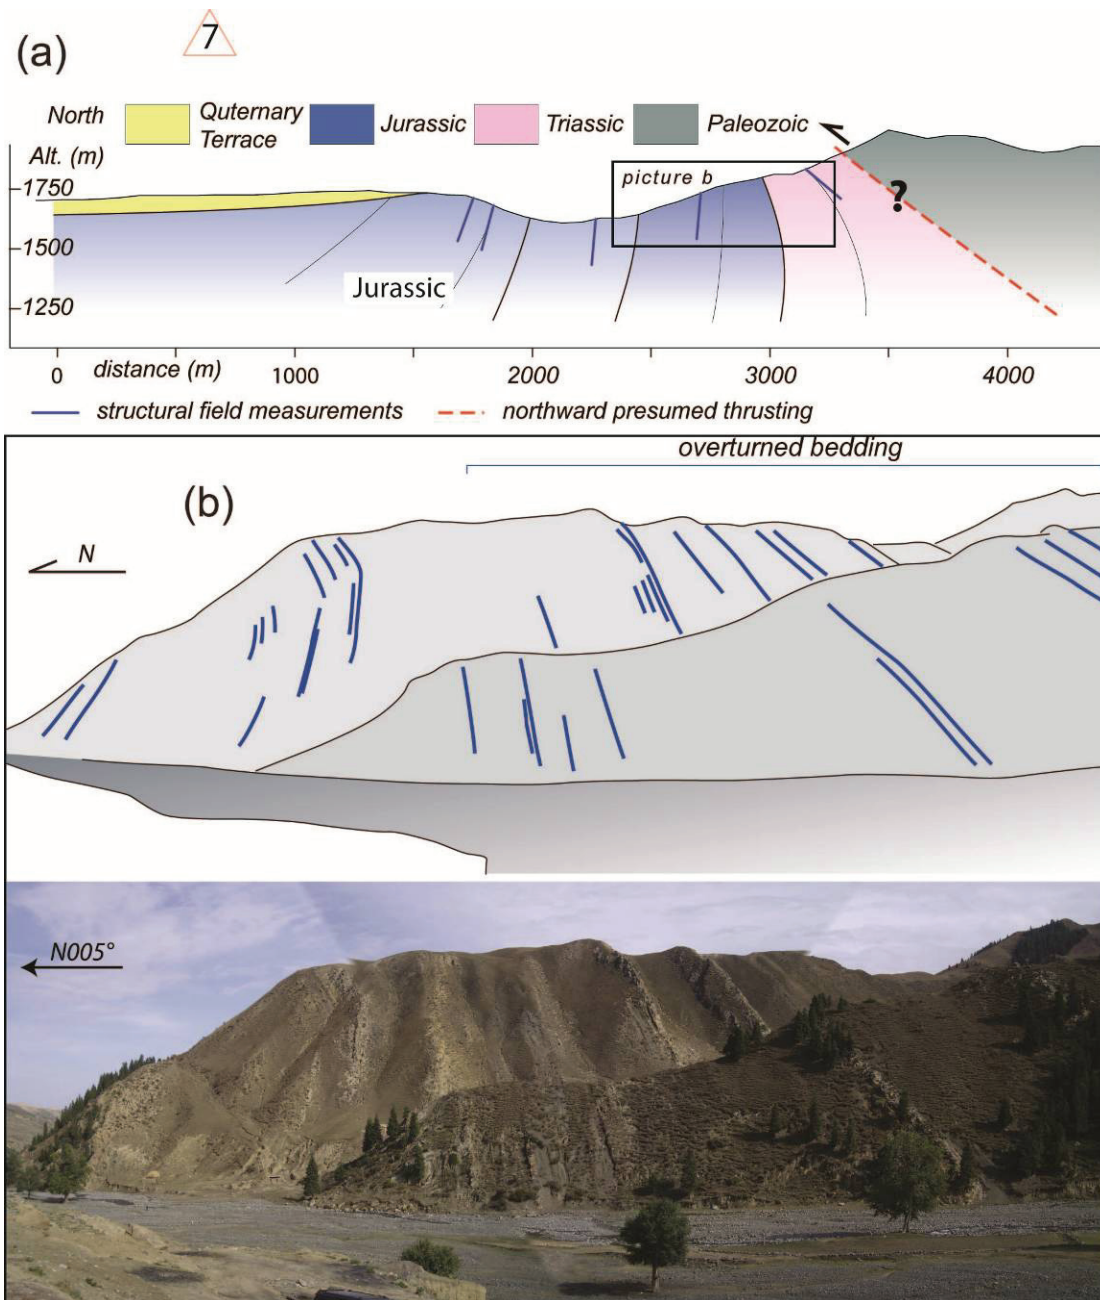 7
(a)
North
Quternary
Terrace
Jurassic
Triassic
Paleozoic
Alt. (m)
1750
1500
1250
picture b
?
Jurassic
0
distance (m)
1000
2000
3000
4000
structural field measurements
northward presumed thrusting
overturned bedding
(b)
N
N005°